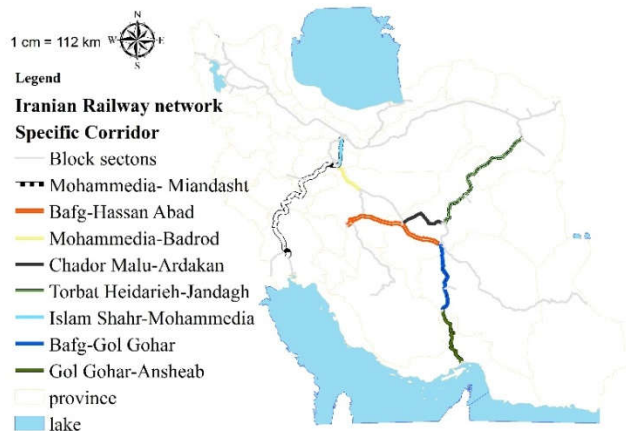 N
1 cm = 112 km W E
S
Legend
Iranian Railway network
Specific Corridor
Block sectons
Mohammedia- Miandasht
Bafg-Hassan Abad
Mohammedia-Badrod
Chador Malu-Ardakan
Torbat Heidarieh-Jandagh
Islam Shahr-Mohammedia
Bafg-Gol Gohar
Gol Gohar-Ansheab
province
lake